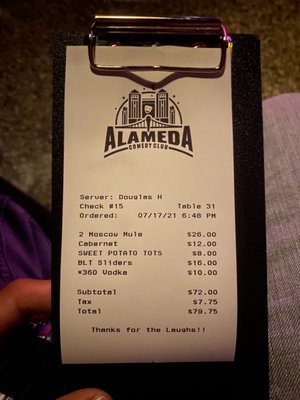 ALAMEDA
COMEDY CLUB
Server: Douglas H
Check #15 Table 31
Ordered: 07/17/21 6:48 PM
2 Moscow Mule $26.00
Cabernet $12.00
SWEET POTATO TOTS $8.00
BLT Sliders $16.00
*360 Vodka $10.00
Subtotal $72.00
Tax $7.75
Total $79.75
Thanks for the Laughs!!